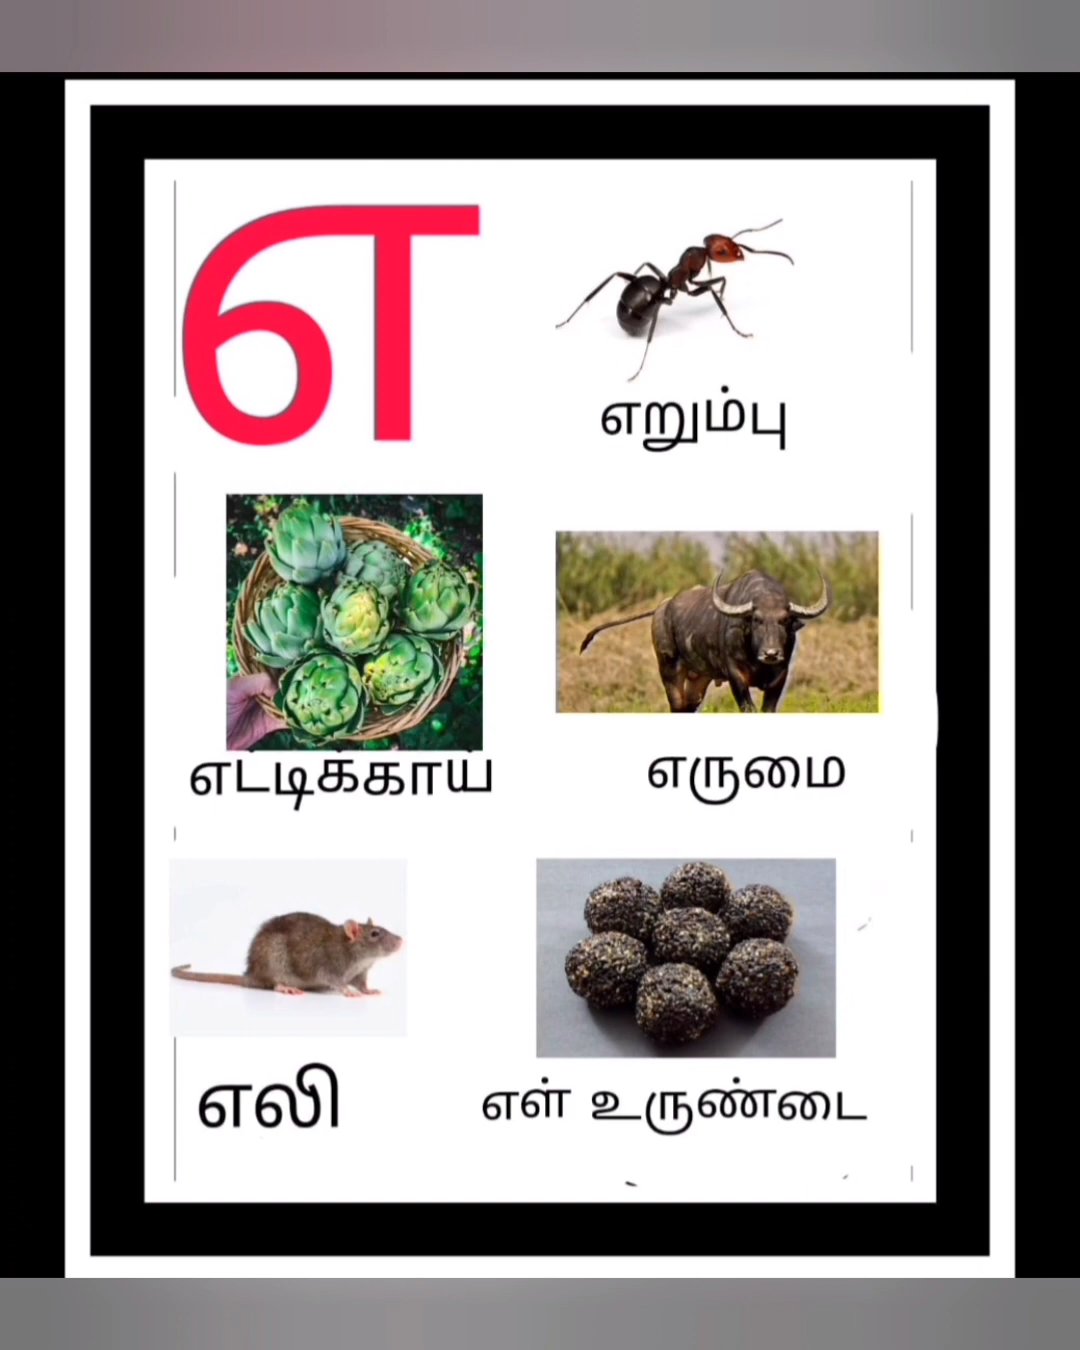 எ
எறும்பு
எட்டிக்காய்
எருமை
எலி
எள் உருண்டை